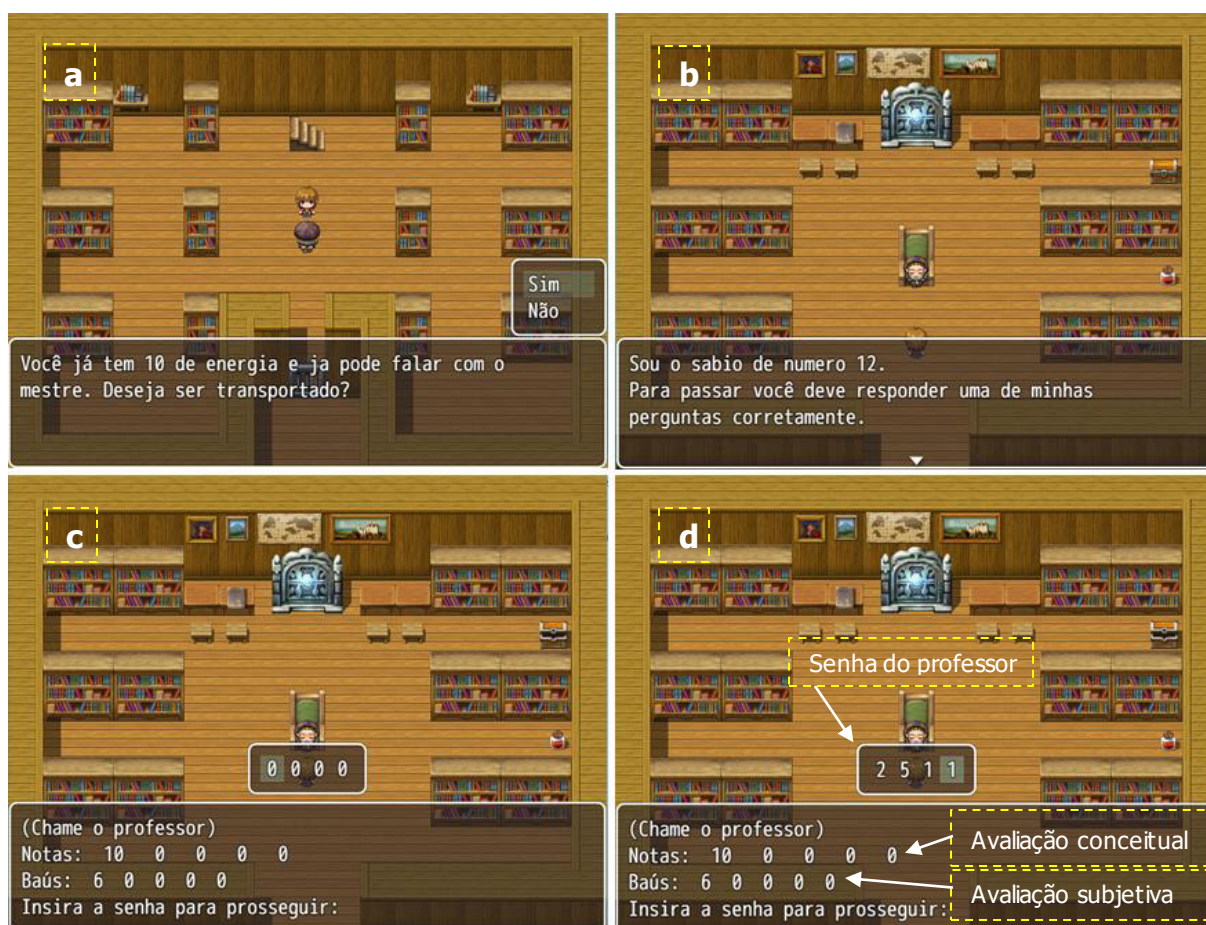 a
Sim
Não
Você já tem 10 de energia e ja pode falar com o
mestre. Deseja ser transportado?
b
Sou o sabio de numero 12.
Para passar você deve responder uma de minhas
perguntas corretamente.
c
0 0 0 0
(Chame o professor)
Notas: 10 0 0 0 0
Baús: 6 0 0 0 0
Insira a senha para prosseguir:
d
Senha do professor
2 5 1 1
(Chame o professor)
Notas: 10 0 0 0 0
Avaliação conceitual
Baús: 6 0 0 0 0
Avaliação subjetiva
Insira a senha para prosseguir: